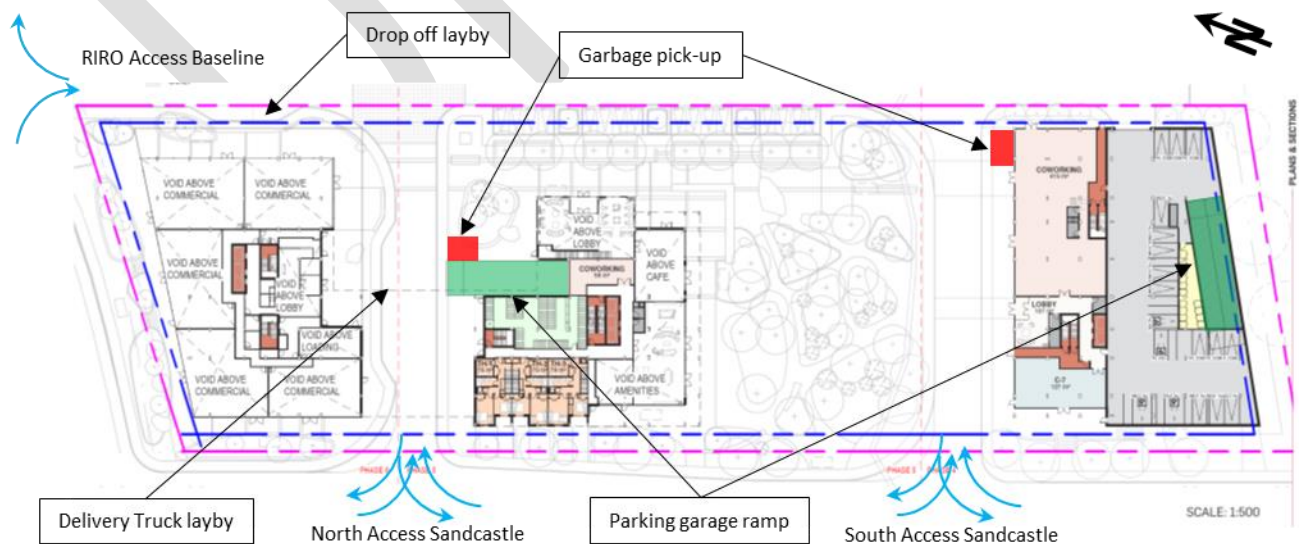 Drop off layby
RIRO Access Baseline
Garbage pick-up
N
PLANS & SECTIONS
VOID ABOVE
COMMERCIAL
VOID ABOVE
COMMERCIAL
VOID ABOVE
COMMERCIAL
VOID
ABOVE
LOBBY
VOID ABOVE
LOADING
VOID ABOVE
COMMERCIAL
VOID ABOVE
COMMERCIAL
VOID
ABOVE
LOBBY
COWORKING
VOID
ABOVE
CAFE
VOID ABOVE
AMENITIES
COWORKING
LOBBY
PHASE 5
PHASE 5
Delivery Truck layby
North Access Sandcastle
Parking garage ramp
South Access Sandcastle
SCALE: 1:500